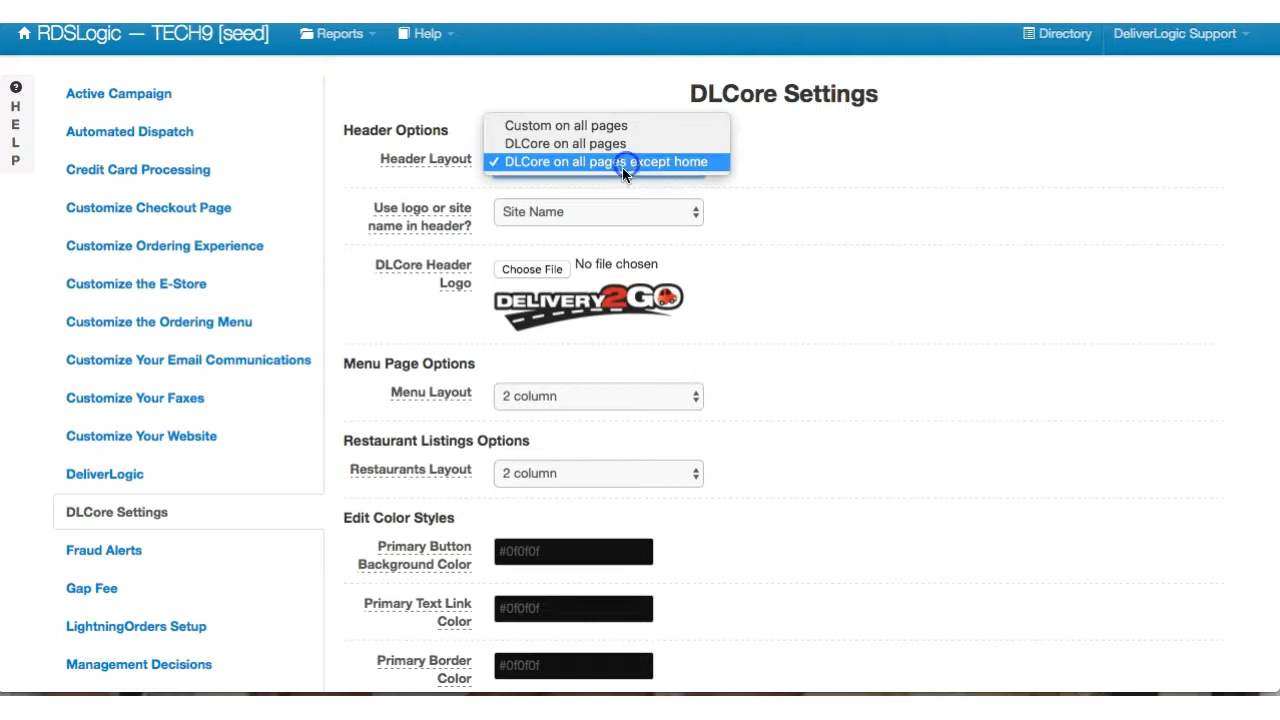 RDSLogic — TECH9 [seed]
Reports
Help
Directory
DeliverLogic Support
HELP
Active Campaign
Automated Dispatch
Credit Card Processing
Customize Checkout Page
Customize Ordering Experience
Customize the E-Store
Customize the Ordering Menu
Customize Your Email Communications
Customize Your Faxes
Customize Your Website
DeliverLogic
DLCore Settings
Fraud Alerts
Gap Fee
LightningOrders Setup
Management Decisions
DLCore Settings
Header Options
Header Layout
Custom on all pages
DLCore on all pages
✓ DLCore on all pages except home
Use logo or site
name in header?
Site Name
DLCore Header
Logo
Choose File No file chosen
DELIVERY2GO
Menu Page Options
Menu Layout
2 column
Restaurant Listings Options
Restaurants Layout
2 column
Edit Color Styles
Primary Button
Background Color
#0f0f0f
Primary Text Link
Color
#0f0f0f
Primary Border
Color
#0f0f0f